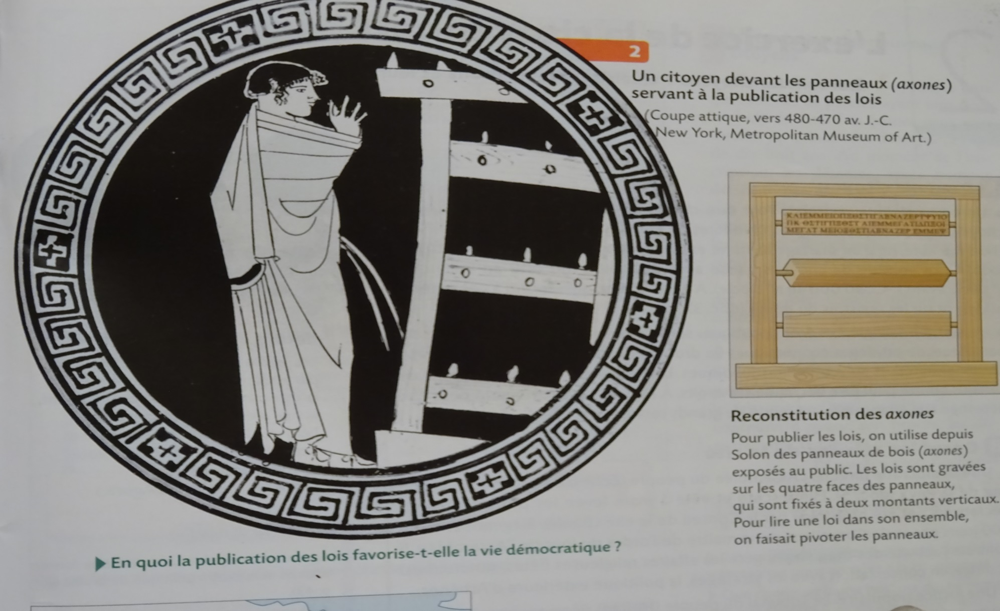 2
Un citoyen devant les panneaux (axones)
servant à la publication des lois
(Coupe attique, vers 480-470 av. J.-C.
New York, Metropolitan Museum of Art.)
Reconstitution des axones
Pour publier les lois, on utilise depuis
Solon des panneaux de bois (axones)
exposés au public. Les lois sont gravées
sur les quatre faces des panneaux,
qui sont fixés à deux montants verticaux.
Pour lire une loi dans son ensemble,
on faisait pivoter les panneaux.
En quoi la publication des lois favorise-t-elle la vie démocratique ?